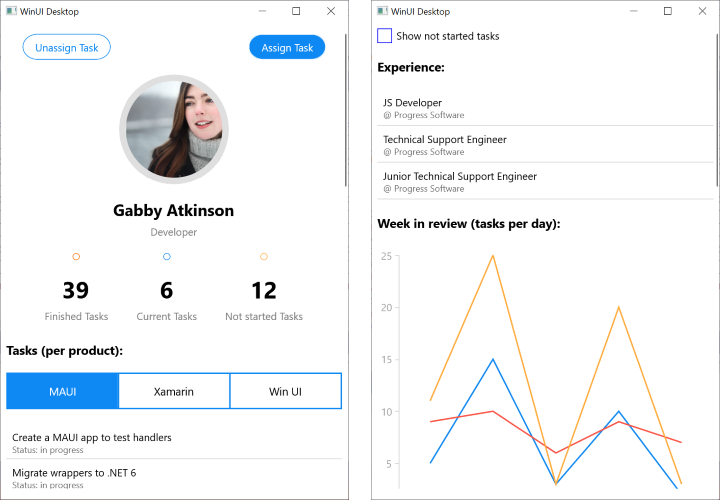 WinUI Desktop
Unassign Task
Assign Task
Gabby Atkinson
Developer
39
6
12
Finished Tasks
Current Tasks
Not started Tasks
Tasks (per product):
MAUI
Xamarin
Win UI
Create a MAUI app to test handlers
Status: in progress
Migrate wrappers to .NET 6
Status: in progress
WinUI Desktop
Show not started tasks
Experience:
JS Developer
@ Progress Software
Technical Support Engineer
@ Progress Software
Junior Technical Support Engineer
@ Progress Software
Week in review (tasks per day):
25
20
15
10
5